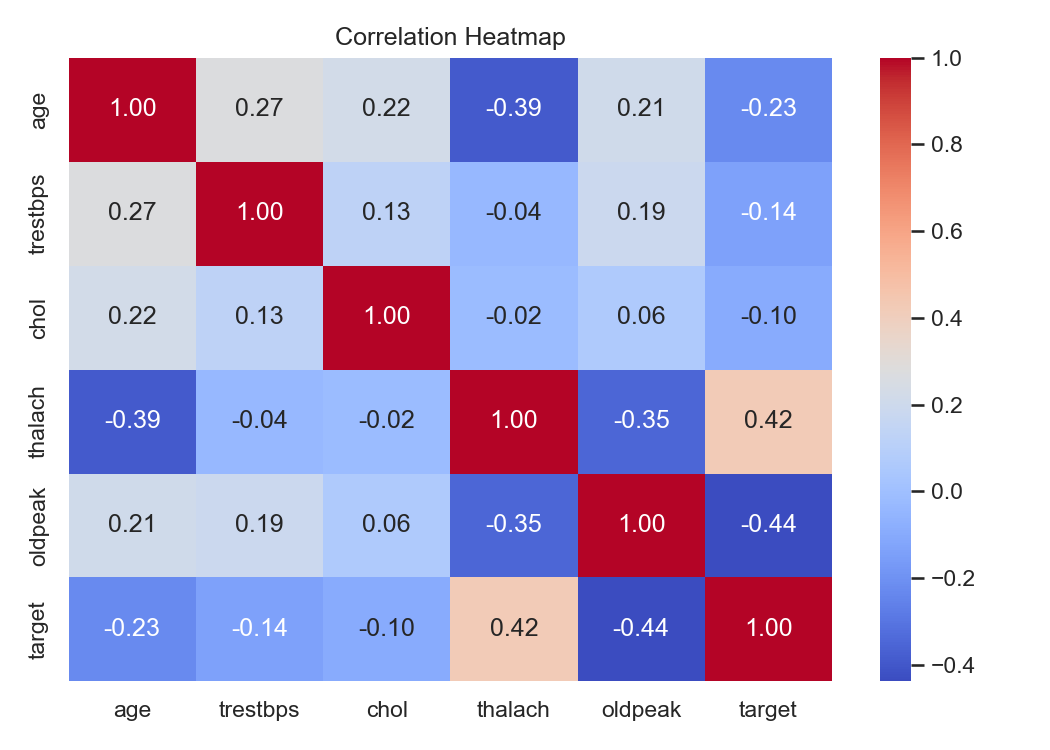 Correlation Heatmap
age 1.00 0.27 0.22 -0.39 0.21 -0.23
trestbps 0.27 1.00 0.13 -0.04 0.19 -0.14
chol 0.22 0.13 1.00 -0.02 0.06 -0.10
thalach -0.39 -0.04 -0.02 1.00 -0.35 0.42
oldpeak 0.21 0.19 0.06 -0.35 1.00 -0.44
target -0.23 -0.14 -0.10 0.42 -0.44 1.00
age trestbps chol thalach oldpeak target
1.0
0.8
0.6
0.4
0.2
0.0
−0.2
−0.4